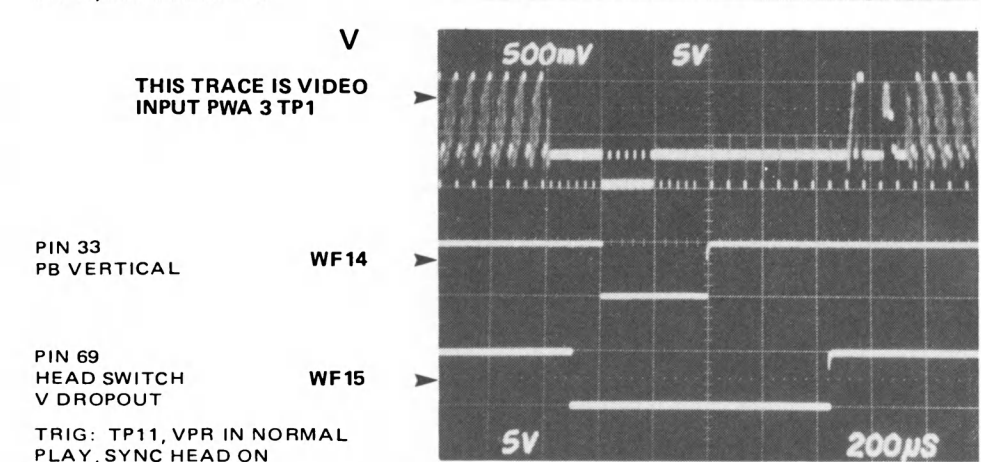 V
500mV 5V
THIS TRACE IS VIDEO
INPUT PWA 3 TP1
PIN 33
PB VERTICAL
WF14
PIN 69
HEAD SWITCH
V DROPOUT
WF15
TRIG: TP11, VPR IN NORMAL
PLAY, SYNC HEAD ON
5V 200µS